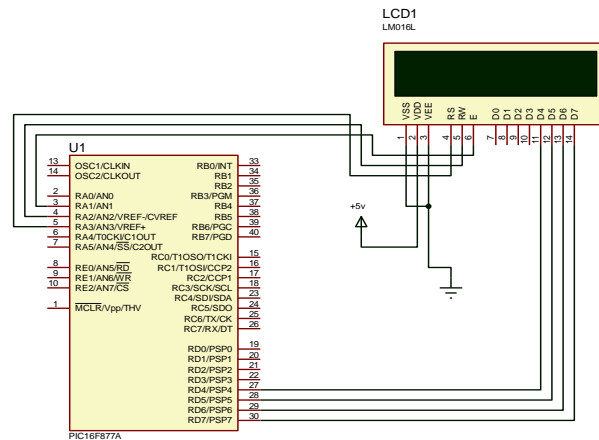 LCD1
LM016L
VSS VDD VEE RS RW E D0 D1 D2 D3 D4 D5 D6 D7
1 2 3 4 5 6 7 8 9 10 11 12 13 14
+5v
U1
13 OSC1/CLKIN RB0/INT 33
14 OSC2/CLKOUT RB1 34
RB2 35
2 RA0/AN0 RB3/PGM 36
3 RA1/AN1 RB4 37
4 RA2/AN2/VREF-/CVREF RB5 38
5 RA3/AN3/VREF+ RB6/PGC 39
6 RA4/T0CKI/C1OUT RB7/PGD 40
7 RA5/AN4/SS/C2OUT
RC0/T1OSO/T1CKI 15
8 RE0/AN5/RD RC1/T1OSI/CCP2 16
9 RE1/AN6/WR RC2/CCP1 17
10 RE2/AN7/CS RC3/SCK/SCL 18
RC4/SDI/SDA 23
1 MCLR/Vpp/THV RC5/SDO 24
RC6/TX/CK 25
RC7/RX/DT 26
RD0/PSP0 19
RD1/PSP1 20
RD2/PSP2 21
RD3/PSP3 22
RD4/PSP4 27
RD5/PSP5 28
RD6/PSP6 29
RD7/PSP7 30
PIC16F877A